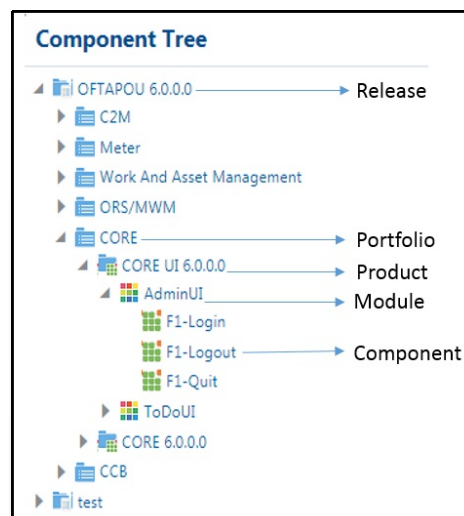 Component Tree
OFTAPOU 6.0.0.0 Release
C2M
Meter
Work And Asset Management
ORS/MWM
CORE Portfolio
CORE UI 6.0.0.0 Product
AdminUI Module
F1-Login
F1-Logout Component
F1-Quit
ToDoUI
CORE 6.0.0.0
CCB
test